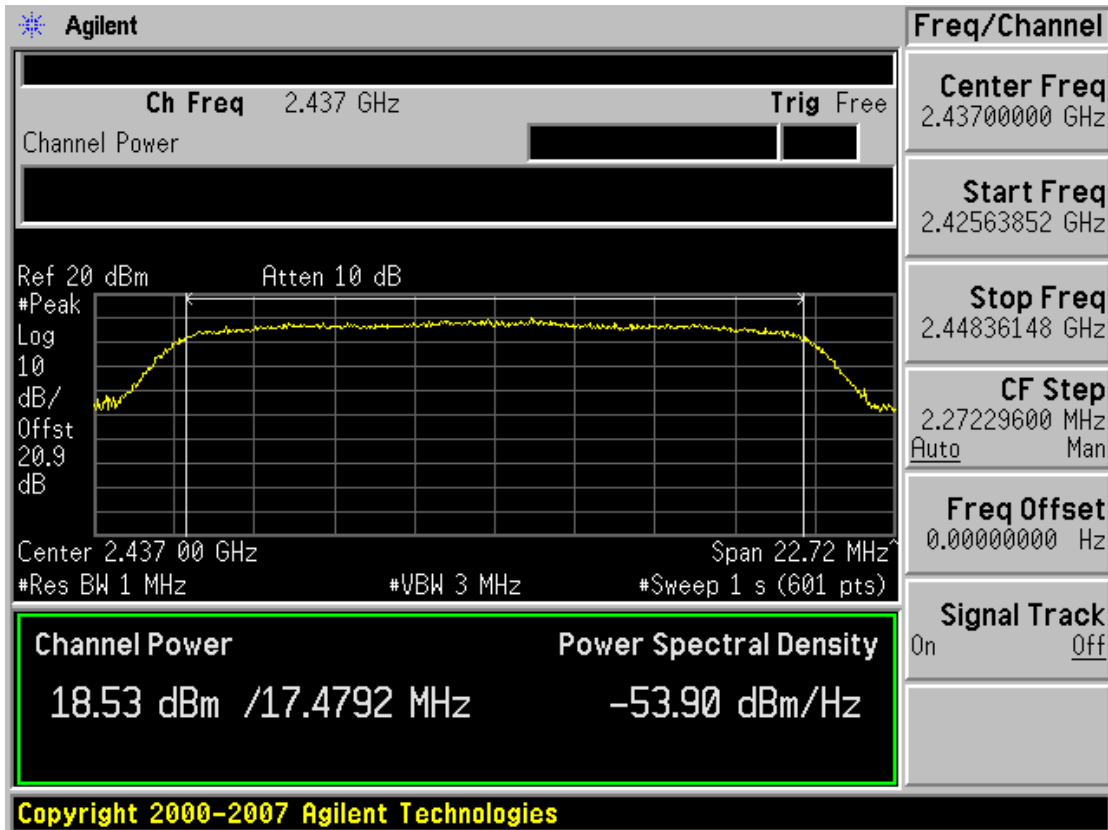 Agilent
Ch Freq 2.437 GHz Trig Free
Channel Power
Ref 20 dBm Atten 10 dB
#Peak
Log
10
dB/
Offst
20.9
dB
Center 2.437 00 GHz Span 22.72 MHz^
#Res BW 1 MHz #VBW 3 MHz #Sweep 1 s (601 pts)
Channel Power Power Spectral Density
18.53 dBm /17.4792 MHz -53.90 dBm/Hz
Copyright 2000-2007 Agilent Technologies
Freq/Channel
Center Freq
2.43700000 GHz
Start Freq
2.42563852 GHz
Stop Freq
2.44836148 GHz
CF Step
2.27229600 MHz
Auto Man
Freq Offset
0.00000000 Hz
Signal Track
On Off